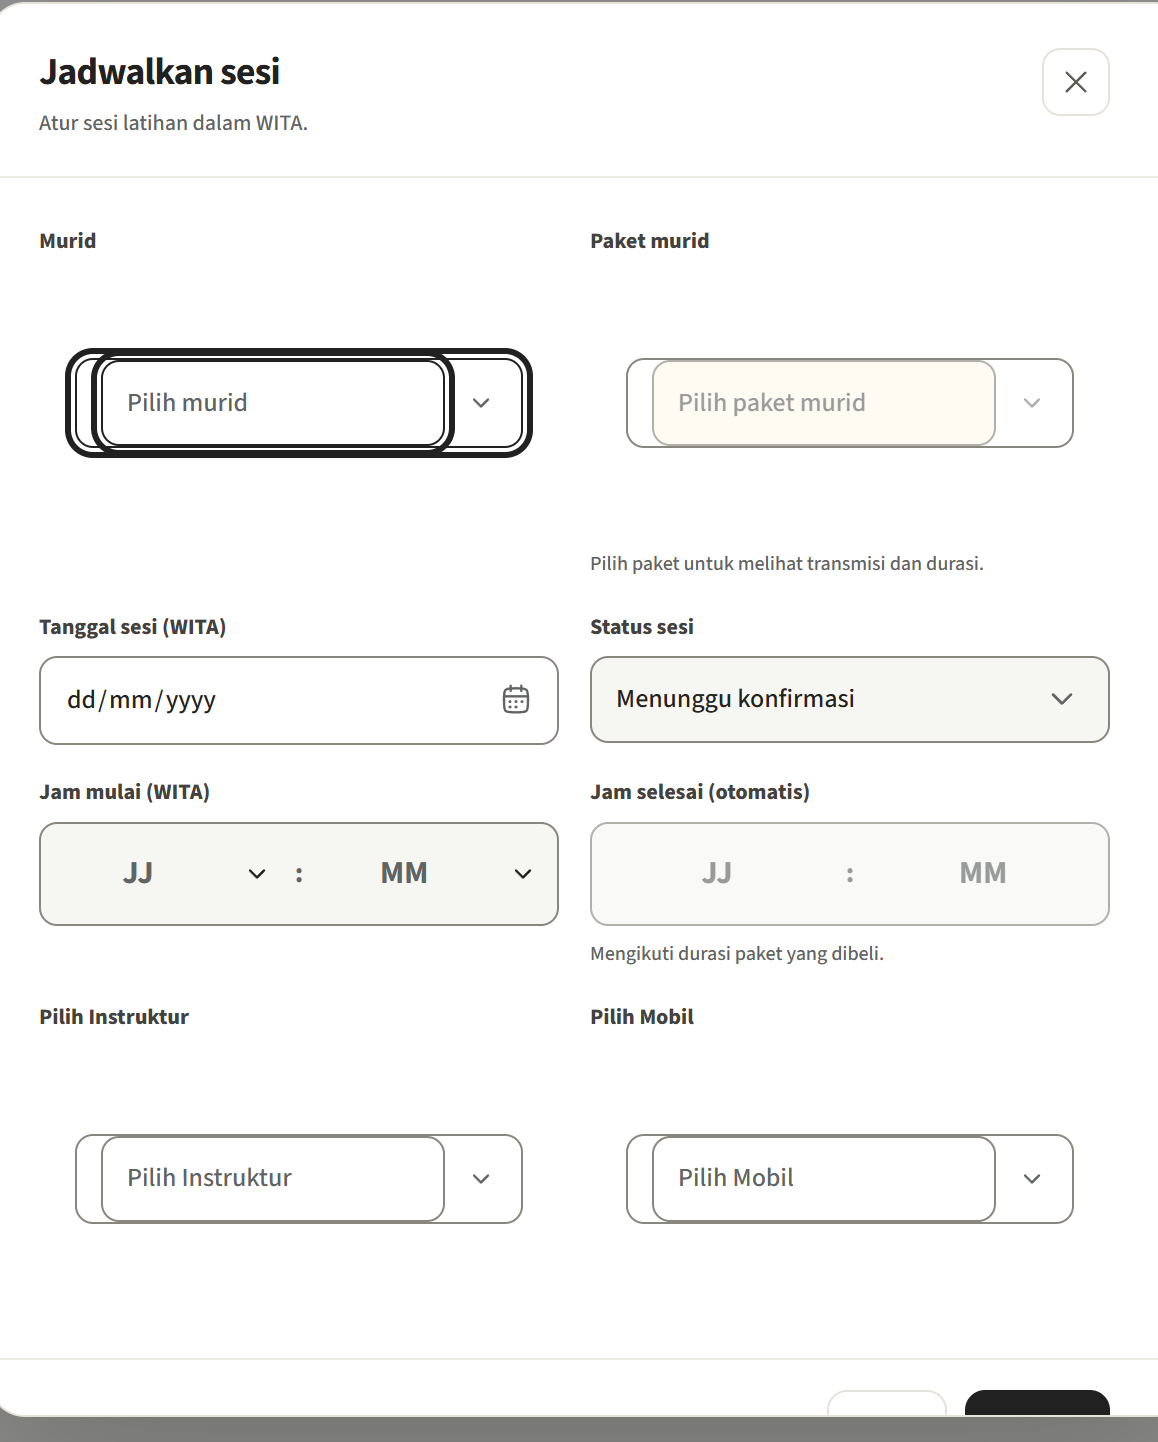 Jadwalkan sesi
Atur sesi latihan dalam WITA.
Murid
Paket murid
Pilih murid
Pilih paket murid
Pilih paket untuk melihat transmisi dan durasi.
Tanggal sesi (WITA)
Status sesi
dd/mm/yyyy
Menunggu konfirmasi
Jam mulai (WITA)
Jam selesai (otomatis)
JJ : MM
JJ : MM
Mengikuti durasi paket yang dibeli.
Pilih Instruktur
Pilih Mobil
Pilih Instruktur
Pilih Mobil